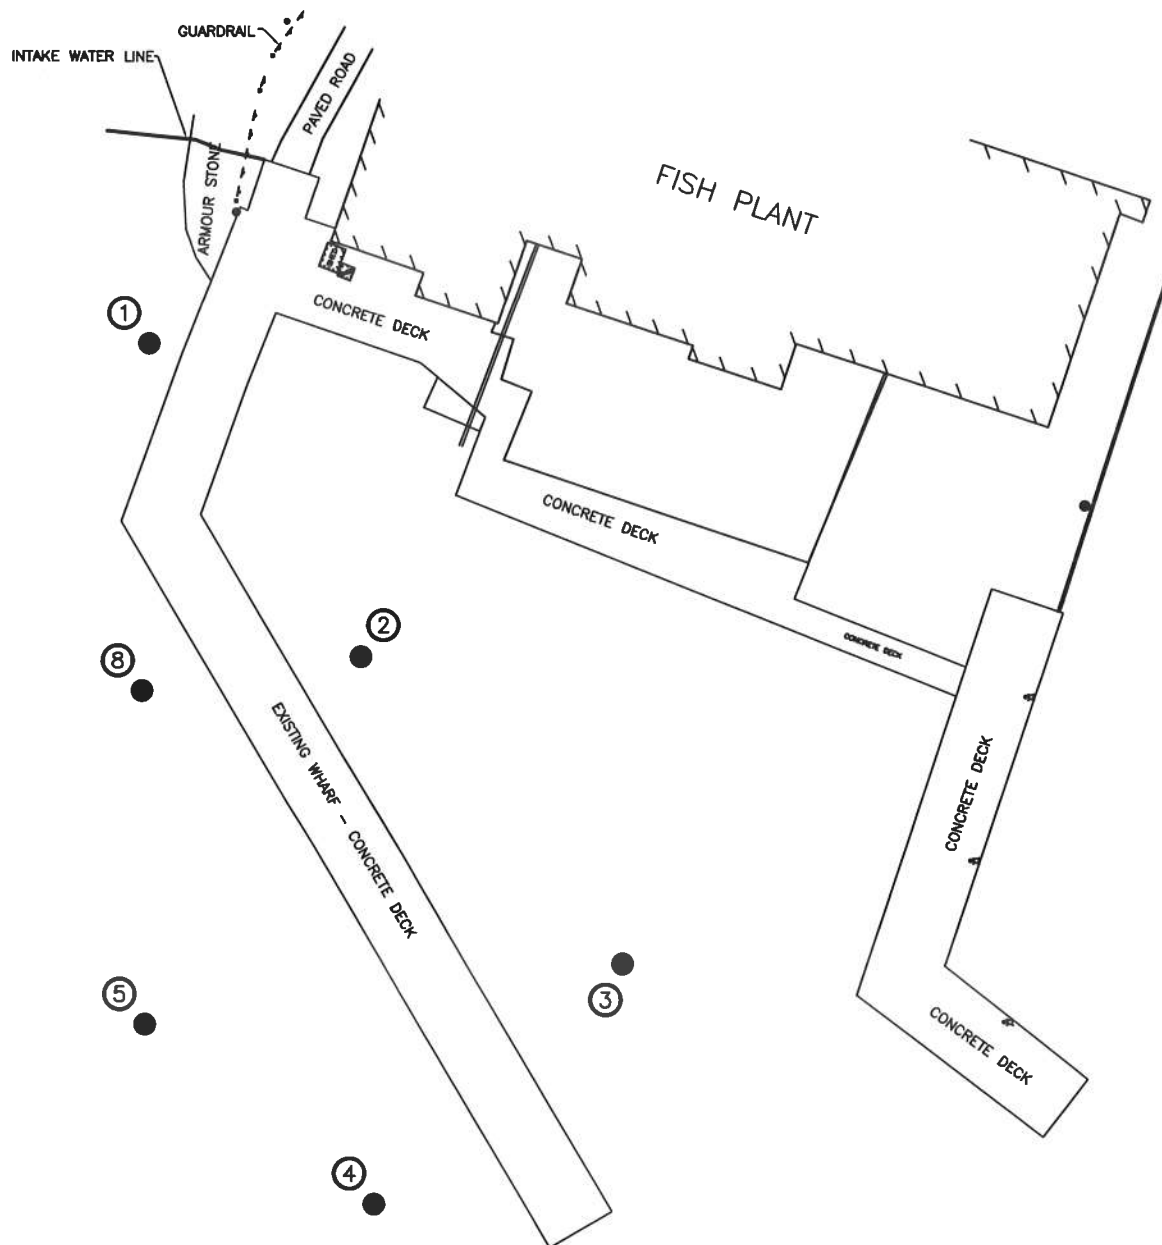 GUARDRAIL
INTAKE WATER LINE
PAVED ROAD
ARMOUR STONE
FISH PLANT
1
CONCRETE DECK
CONCRETE DECK
2
CONCRETE DECK
8
EXISTING WHARF - CONCRETE DECK
CONCRETE DECK
3
5
CONCRETE DECK
4